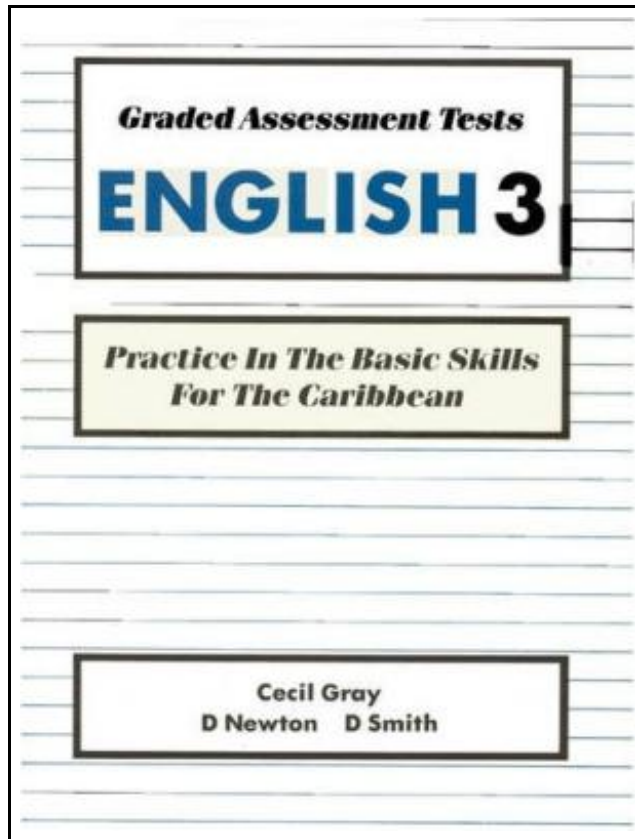 Graded Assessment Tests
ENGLISH 3
Practice In The Basic Skills
For The Caribbean
Cecil Gray
D Newton D Smith